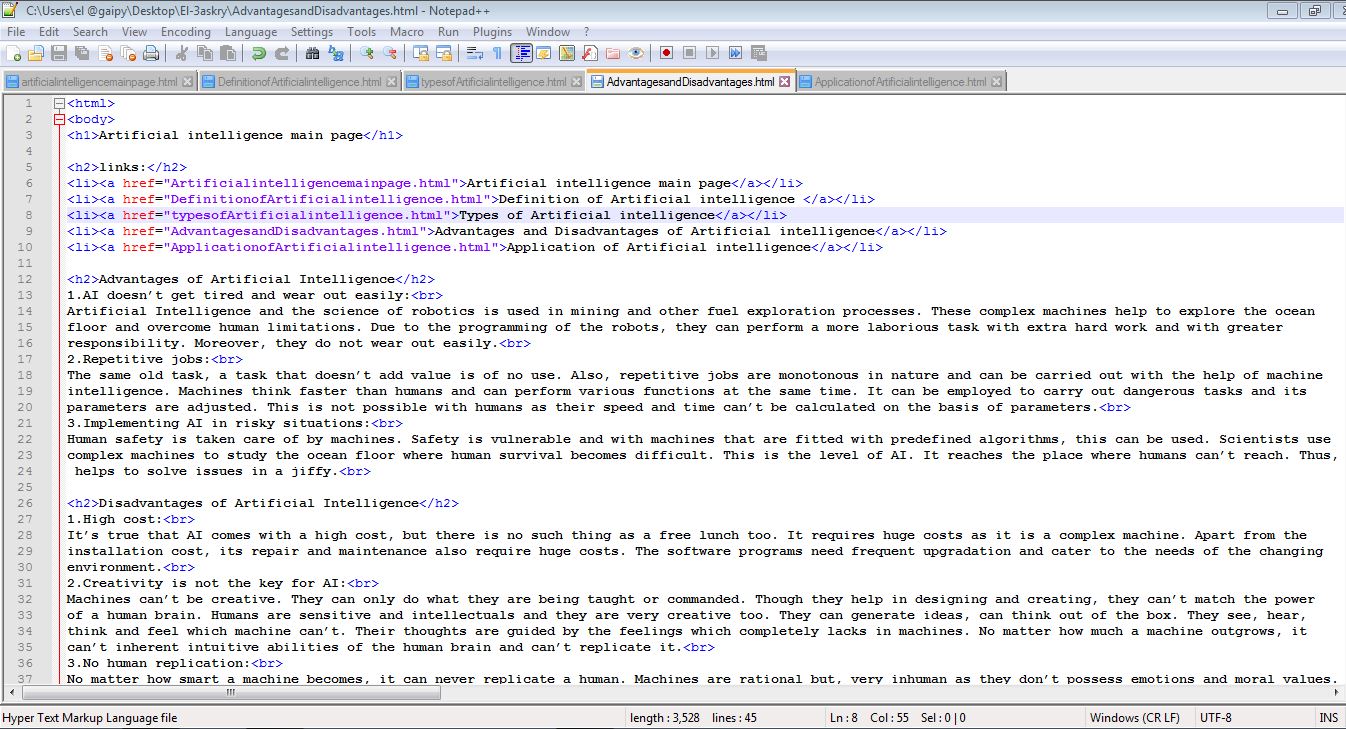 C:\Users\el @gaipy\Desktop\El-3askry\AdvantagesandDisadvantages.html - Notepad++
File Edit Search View Encoding Language Settings Tools Macro Run Plugins Window ?
artificialintelligencemainpage.html DefinitionofArtificialintelligence.html typesofArtificialintelligence.html AdvantagesandDisadvantages.html ApplicationofArtificialintelligence.html
1 <html>
2 <body>
3 <h1>Artificial intelligence main page</h1>
4
5 <h2>links:</h2>
6 <li><a href="Artificialintelligencemainpage.html">Artificial intelligence main page</a></li>
7 <li><a href="DefinitionofArtificialintelligence.html">Definition of Artificial intelligence </a></li>
8 <li><a href="typesofArtificialintelligence.html">Types of Artificial intelligence</a></li>
9 <li><a href="AdvantagesandDisadvantages.html">Advantages and Disadvantages of Artificial intelligence</a></li>
10 <li><a href="ApplicationofArtificialintelligence.html">Application of Artificial intelligence</a></li>
11
12 <h2>Advantages of Artificial Intelligence</h2>
13 1.AI doesn’t get tired and wear out easily:<br>
14 Artificial Intelligence and the science of robotics is used in mining and other fuel exploration processes. These complex machines help to explore the ocean
15 floor and overcome human limitations. Due to the programming of the robots, they can perform a more laborious task with extra hard work and with greater
16 responsibility. Moreover, they do not wear out easily.<br>
17 2.Repetitive jobs:<br>
18 The same old task, a task that doesn’t add value is of no use. Also, repetitive jobs are monotonous in nature and can be carried out with the help of machine
19 intelligence. Machines think faster than humans and can perform various functions at the same time. It can be employed to carry out dangerous tasks and its
20 parameters are adjusted. This is not possible with humans as their speed and time can’t be calculated on the basis of parameters.<br>
21 3.Implementing AI in risky situations:<br>
22 Human safety is taken care of by machines. Safety is vulnerable and with machines that are fitted with predefined algorithms, this can be used. Scientists use
23 complex machines to study the ocean floor where human survival becomes difficult. This is the level of AI. It reaches the place where humans can’t reach. Thus,
24 helps to solve issues in a jiffy.<br>
25
26 <h2>Disadvantages of Artificial Intelligence</h2>
27 1.High cost:<br>
28 It’s true that AI comes with a high cost, but there is no such thing as a free lunch too. It requires huge costs as it is a complex machine. Apart from the
29 installation cost, its repair and maintenance also require huge costs. The software programs need frequent upgradation and cater to the needs of the changing
30 environment.<br>
31 2.Creativity is not the key for AI:<br>
32 Machines can’t be creative. They can only do what they are being taught or commanded. Though they help in designing and creating, they can’t match the power
33 of a human brain. Humans are sensitive and intellectuals and they are very creative too. They can generate ideas, can think out of the box. They see, hear,
34 think and feel which machine can’t. Their thoughts are guided by the feelings which completely lacks in machines. No matter how much a machine outgrows, it
35 can’t inherent intuitive abilities of the human brain and can’t replicate it.<br>
36 3.No human replication:<br>
37 No matter how smart a machine becomes, it can never replicate a human. Machines are rational but, very inhuman as they don’t possess emotions and moral values.
Hyper Text Markup Language file length : 3,528 lines : 45 Ln : 8 Col : 55 Sel : 0 | 0 Windows (CR LF) UTF-8 INS